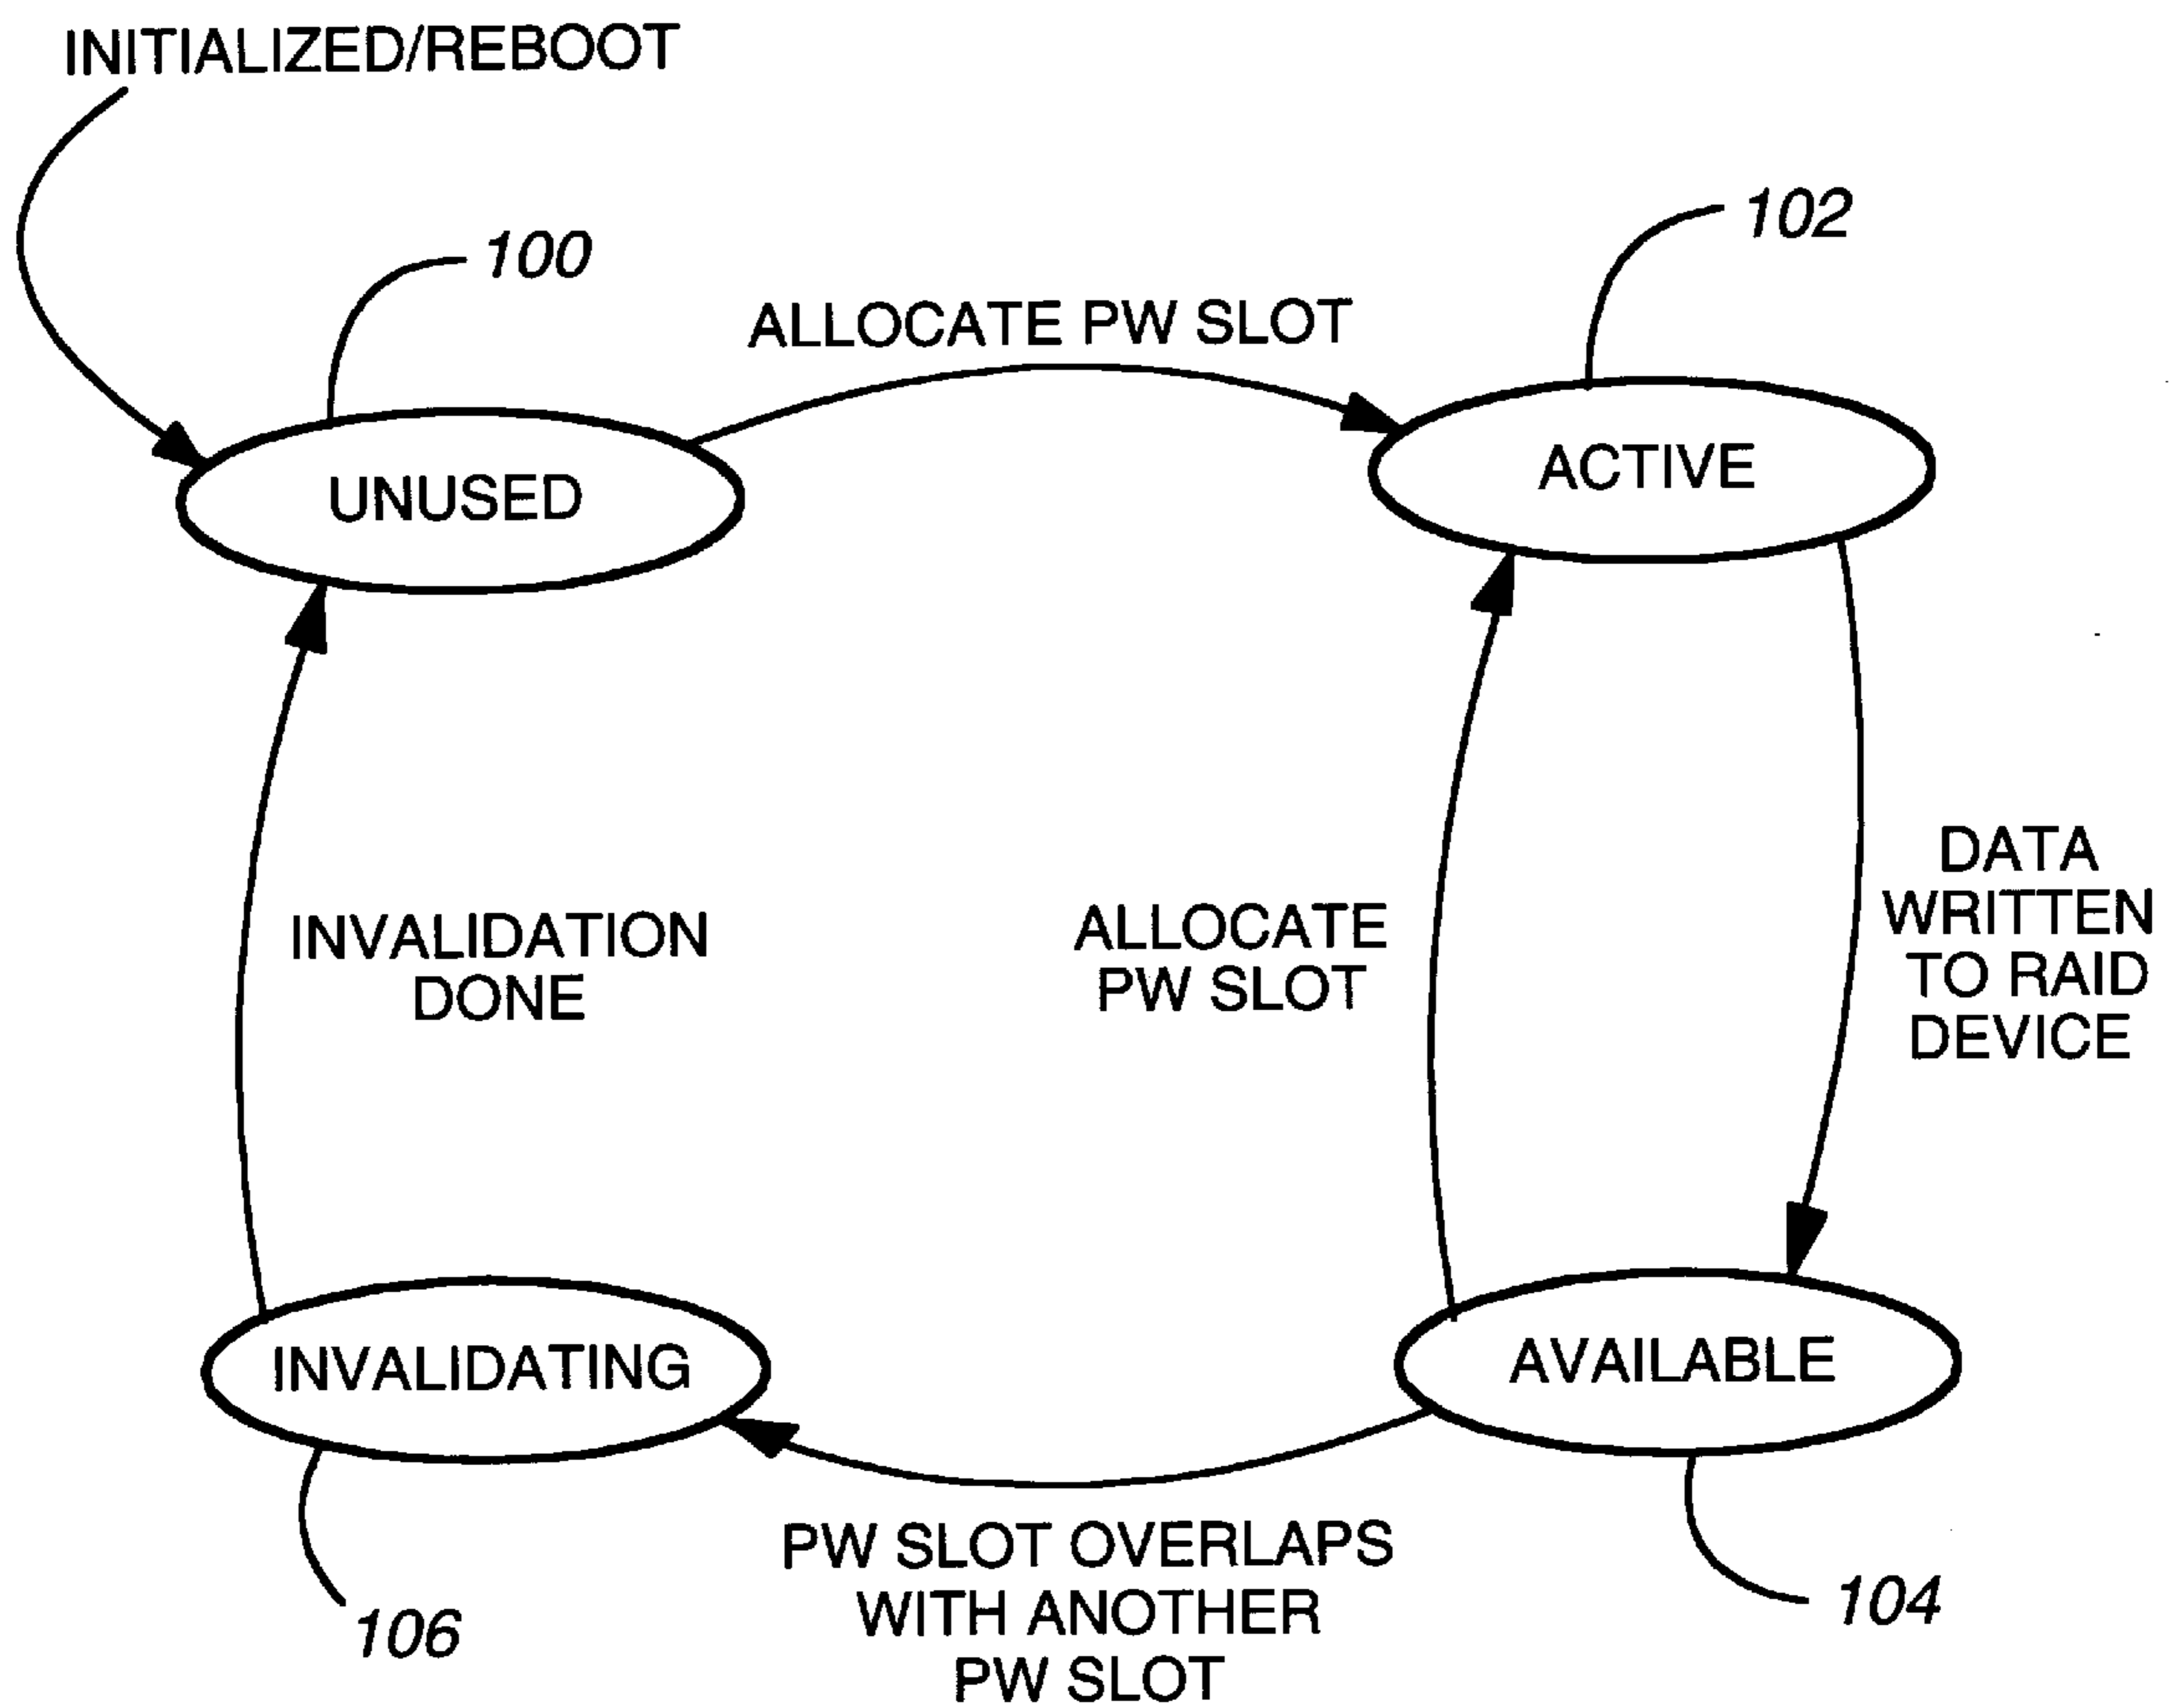 INITIALIZED/REBOOT
100
102
ALLOCATE PW SLOT
UNUSED
ACTIVE
INVALIDATION
DONE
ALLOCATE
PW SLOT
DATA
WRITTEN
TO RAID
DEVICE
INVALIDATING
AVAILABLE
PW SLOT OVERLAPS
WITH ANOTHER
PW SLOT
106
104